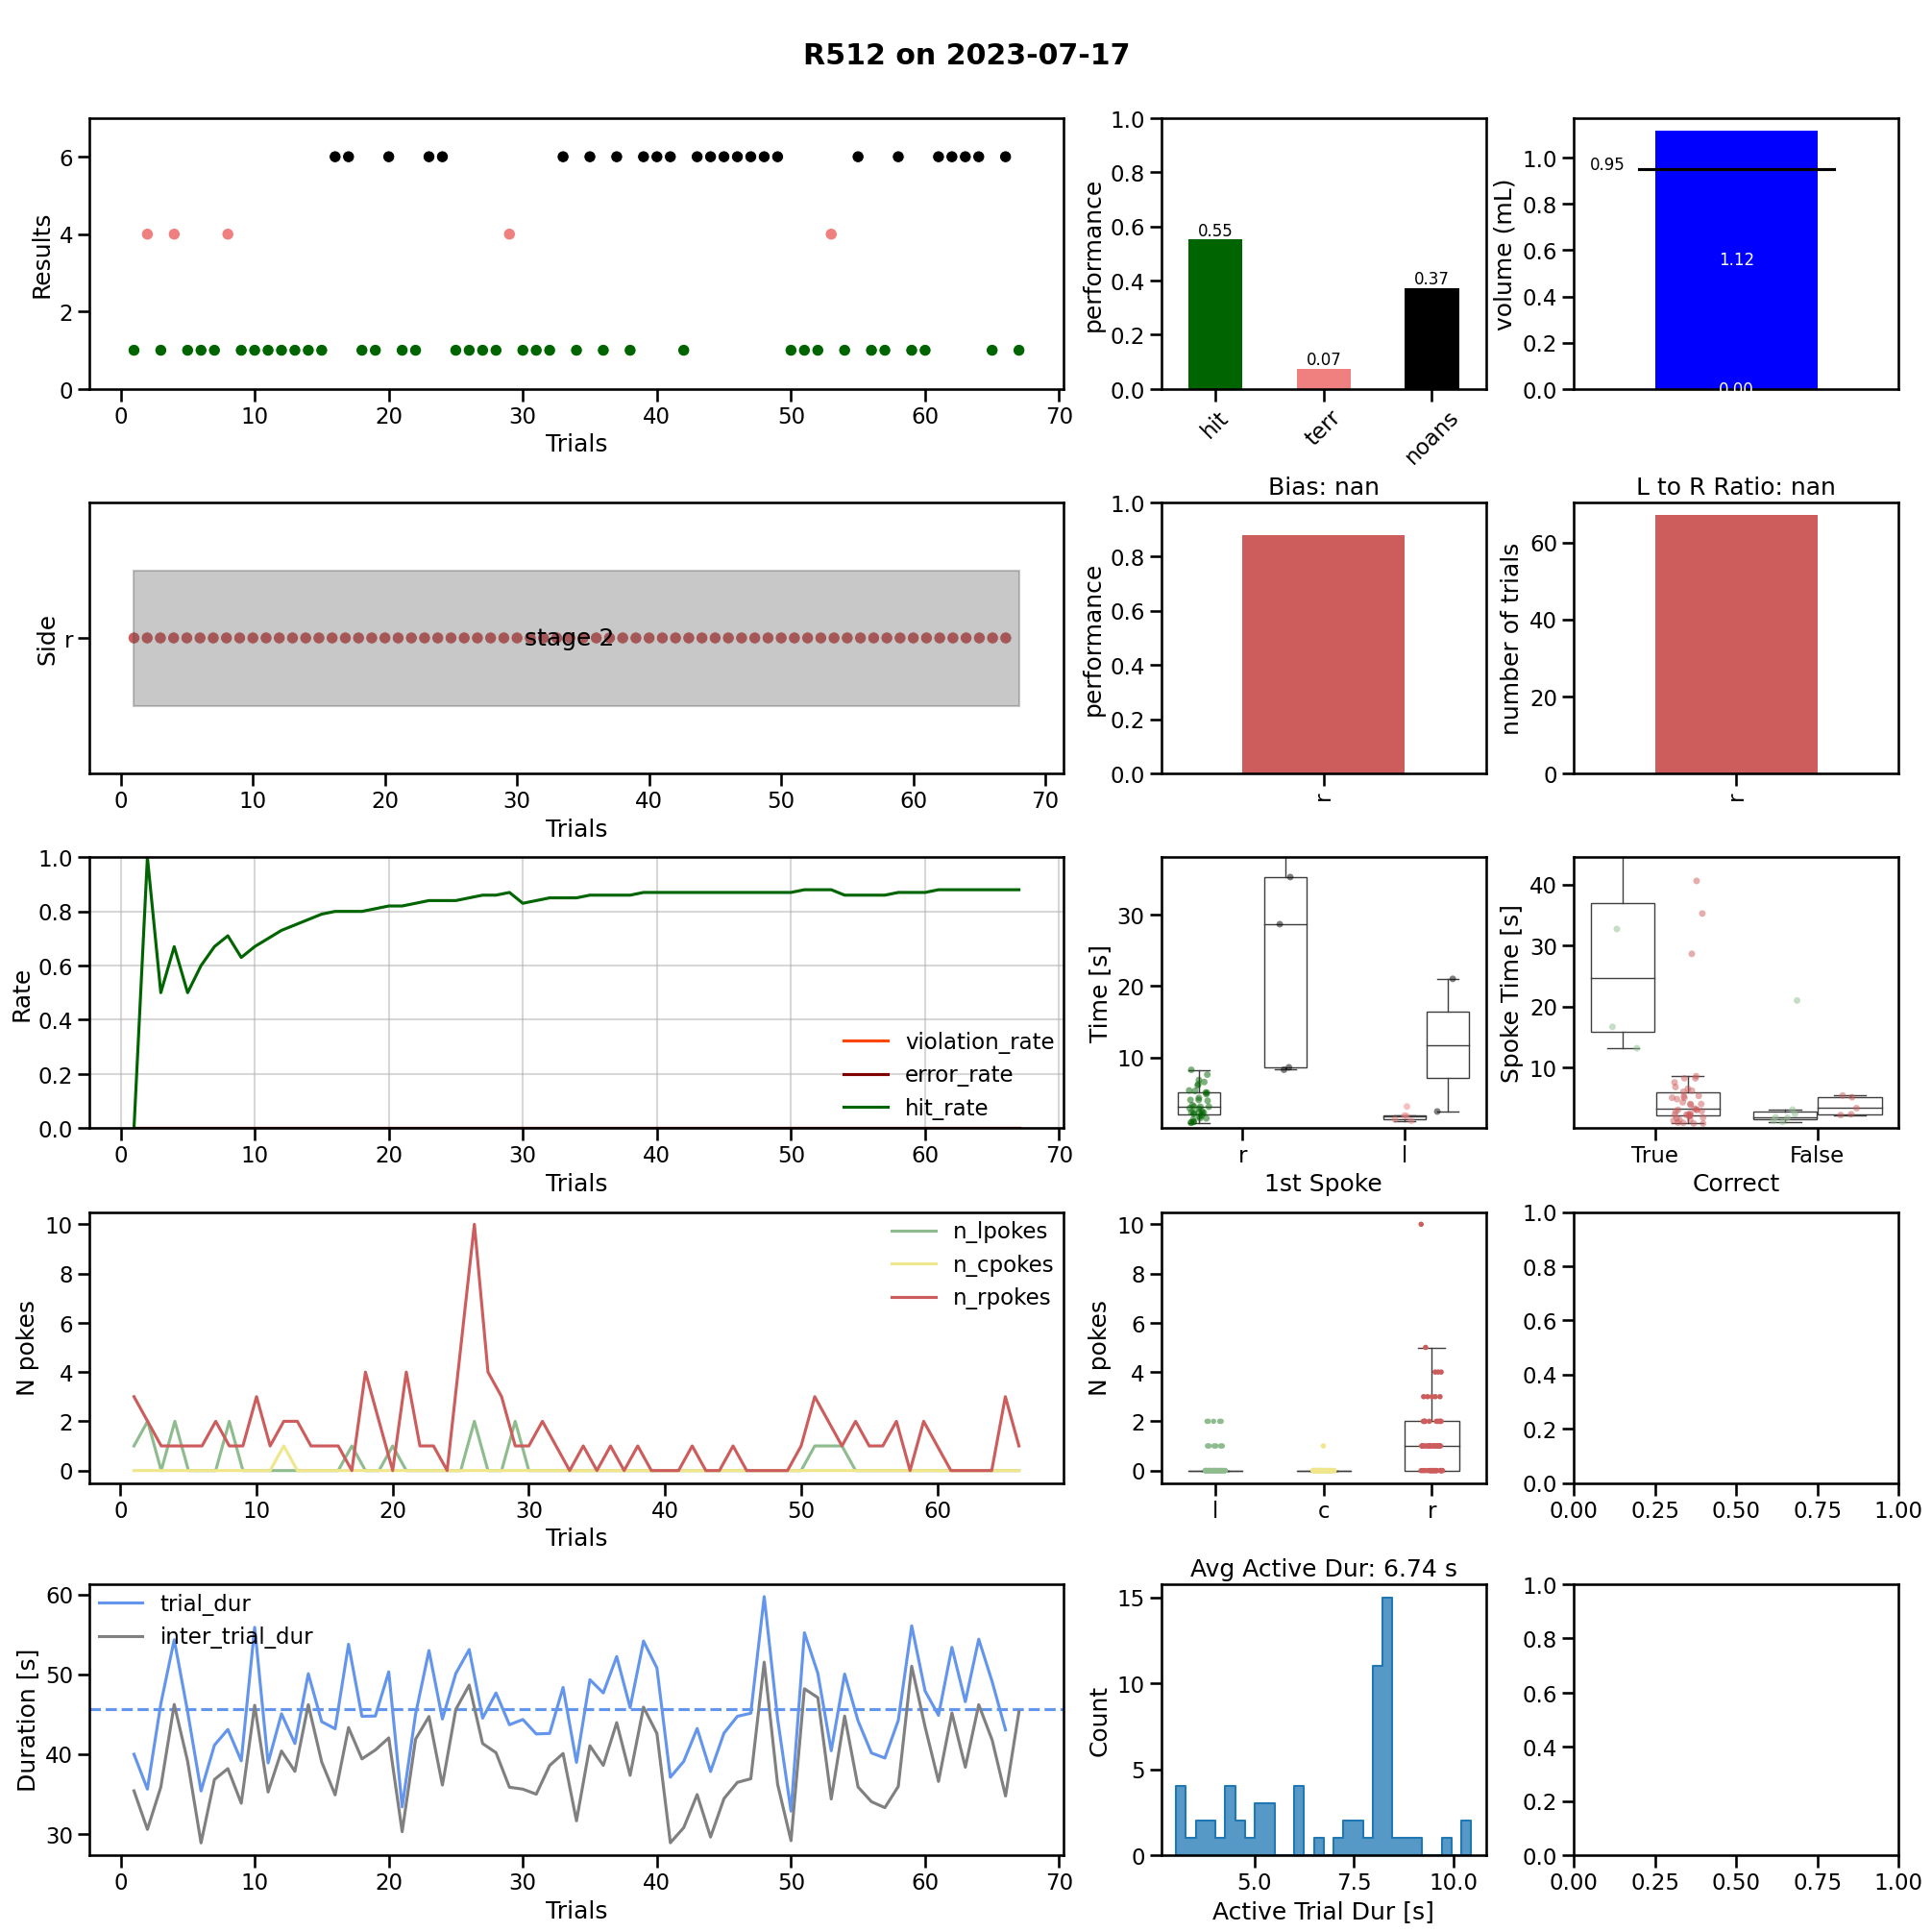 R512 on 2023-07-17
Results
6
4
2
0
0 10 20 30 40 50 60 70
Trials
performance
1.0
0.8
0.6
0.4
0.2
0.0
0.55
0.07
0.37
hit
terr
noans
volume (mL)
1.0
0.8
0.6
0.4
0.2
0.0
0.95
1.12
0.00
Side
r
stage 2
0 10 20 30 40 50 60 70
Trials
Bias: nan
performance
1.0
0.8
0.6
0.4
0.2
0.0
r
L to R Ratio: nan
number of trials
60
40
20
0
r
Rate
1.0
0.8
0.6
0.4
0.2
0.0
violation_rate
error_rate
hit_rate
0 10 20 30 40 50 60 70
Trials
Time [s]
30
20
10
r l
1st Spoke
Spoke Time [s]
40
30
20
10
True False
Correct
N pokes
10
8
6
4
2
0
n_lpokes
n_cpokes
n_rpokes
0 10 20 30 40 50 60
Trials
N pokes
10
8
6
4
2
0
l c r
1.0
0.8
0.6
0.4
0.2
0.0
0.00 0.25 0.50 0.75 1.00
Duration [s]
60
50
40
30
trial_dur
inter_trial_dur
0 10 20 30 40 50 60 70
Trials
Avg Active Dur: 6.74 s
Count
15
10
5
0
5.0 7.5 10.0
Active Trial Dur [s]
1.0
0.8
0.6
0.4
0.2
0.0
0.00 0.25 0.50 0.75 1.00